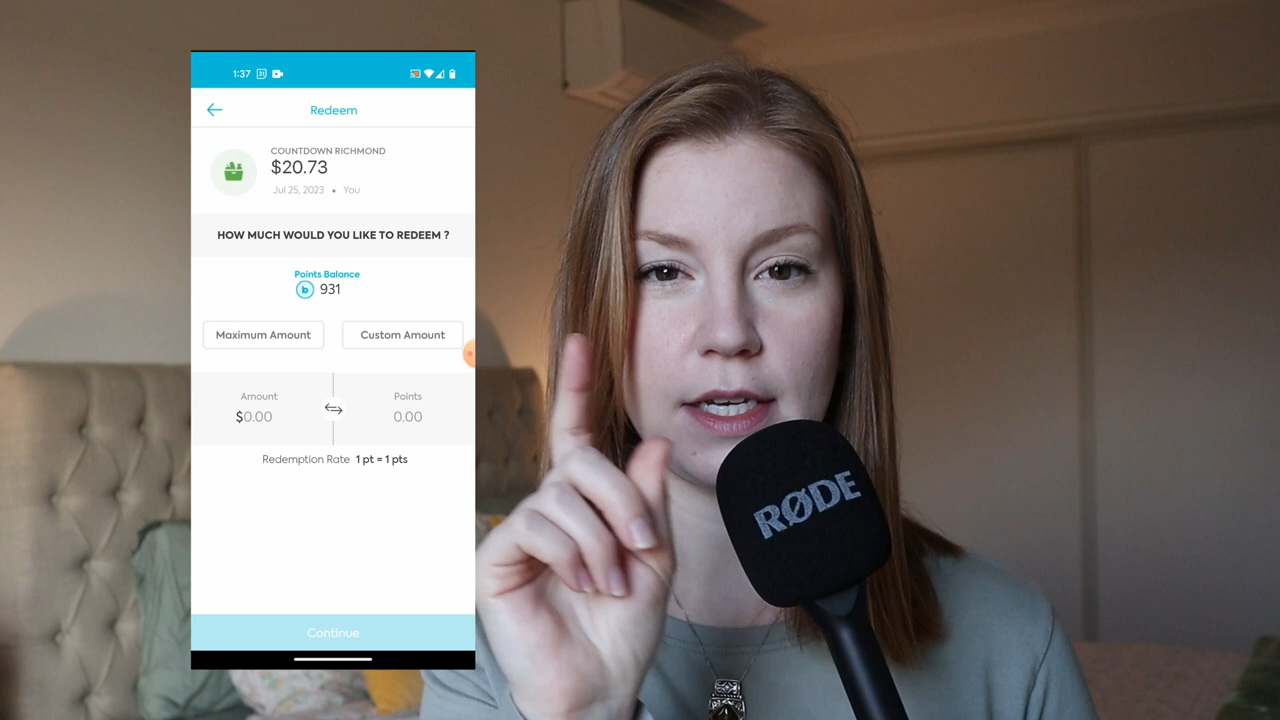 1:37
31
Redeem
COUNTDOWN RICHMOND
$20.73
Jul 25, 2023 • You
HOW MUCH WOULD YOU LIKE TO REDEEM ?
Points Balance
b 931
Maximum Amount Custom Amount
Amount Points
$0.00 0.00
Redemption Rate 1 pt = 1 pts
Continue
RØDE